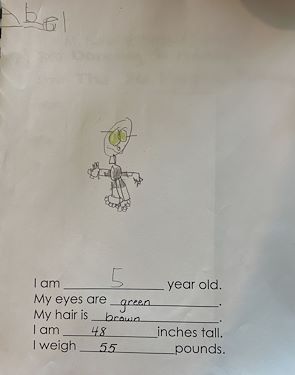 Abel
I am 5 year old.
My eyes are green.
My hair is brown.
I am 48 inches tall.
I weigh 55 pounds.